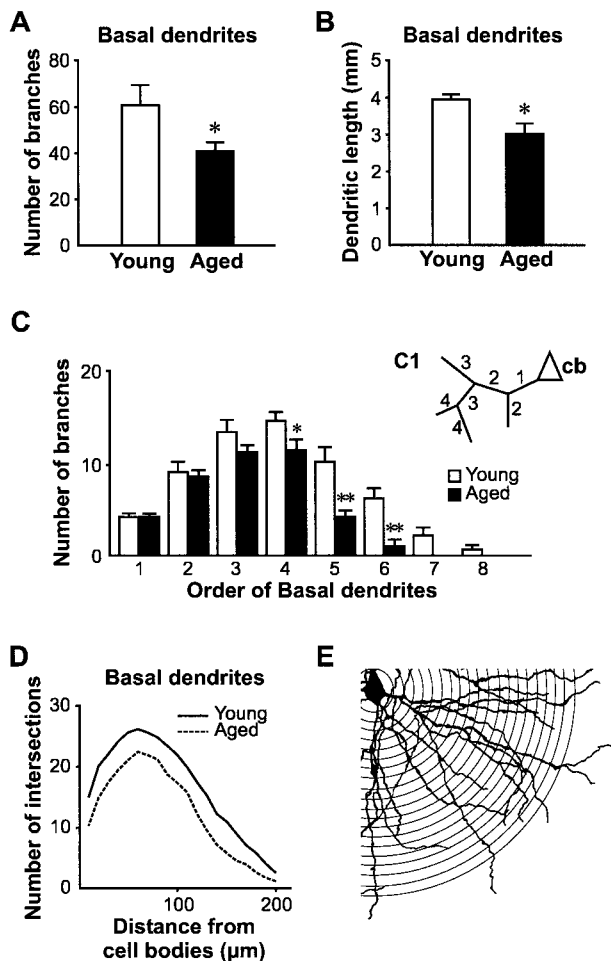 A
Basal dendrites
Number of branches
80
60
40
20
0
*
Young
Aged
B
Basal dendrites
Dendritic length (mm)
5
4
3
2
1
0
*
Young
Aged
C
Number of branches
20
10
0
*
**
**
1 2 3 4 5 6 7 8
Order of Basal dendrites
C1
3
2
1
cb
4
3
2
4
Young
Aged
D
Basal dendrites
Number of intersections
30
20
10
0
Young
Aged
100
200
Distance from
cell bodies (µm)
E